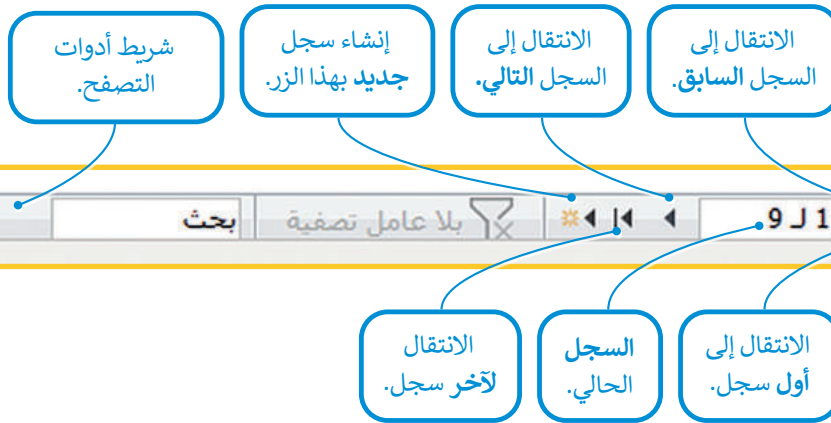 الانتقال إلى
السجل السابق.
الانتقال إلى
السجل التالي.
إنشاء سجل
جديد بهذا الزر.
شريط أدوات
التصفح.
1 لـ 9
بلا عامل تصفية
بحث
الانتقال إلى
أول سجل.
السجل
الحالي.
الانتقال
لآخر سجل.